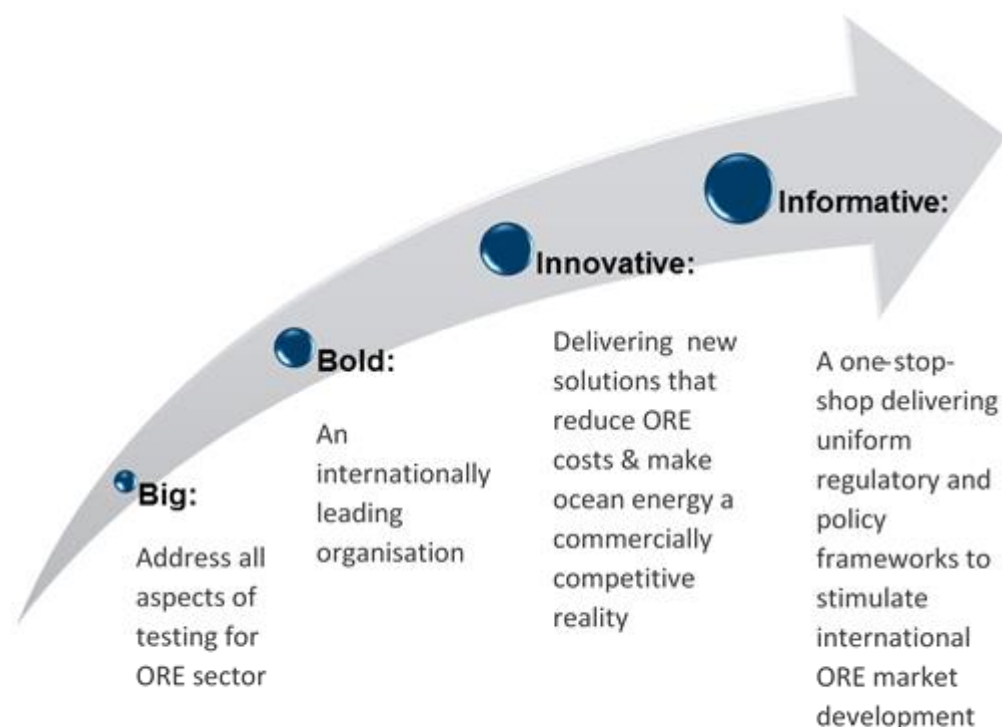 Big:
Address all
aspects of
testing for
ORE sector
Bold:
An
internationally
leading
organisation
Innovative:
Delivering new
solutions that
reduce ORE
costs & make
ocean energy a
commercially
competitive
reality
Informative:
A one-stop-
shop delivering
uniform
regulatory and
policy
frameworks to
stimulate
international
ORE market
development